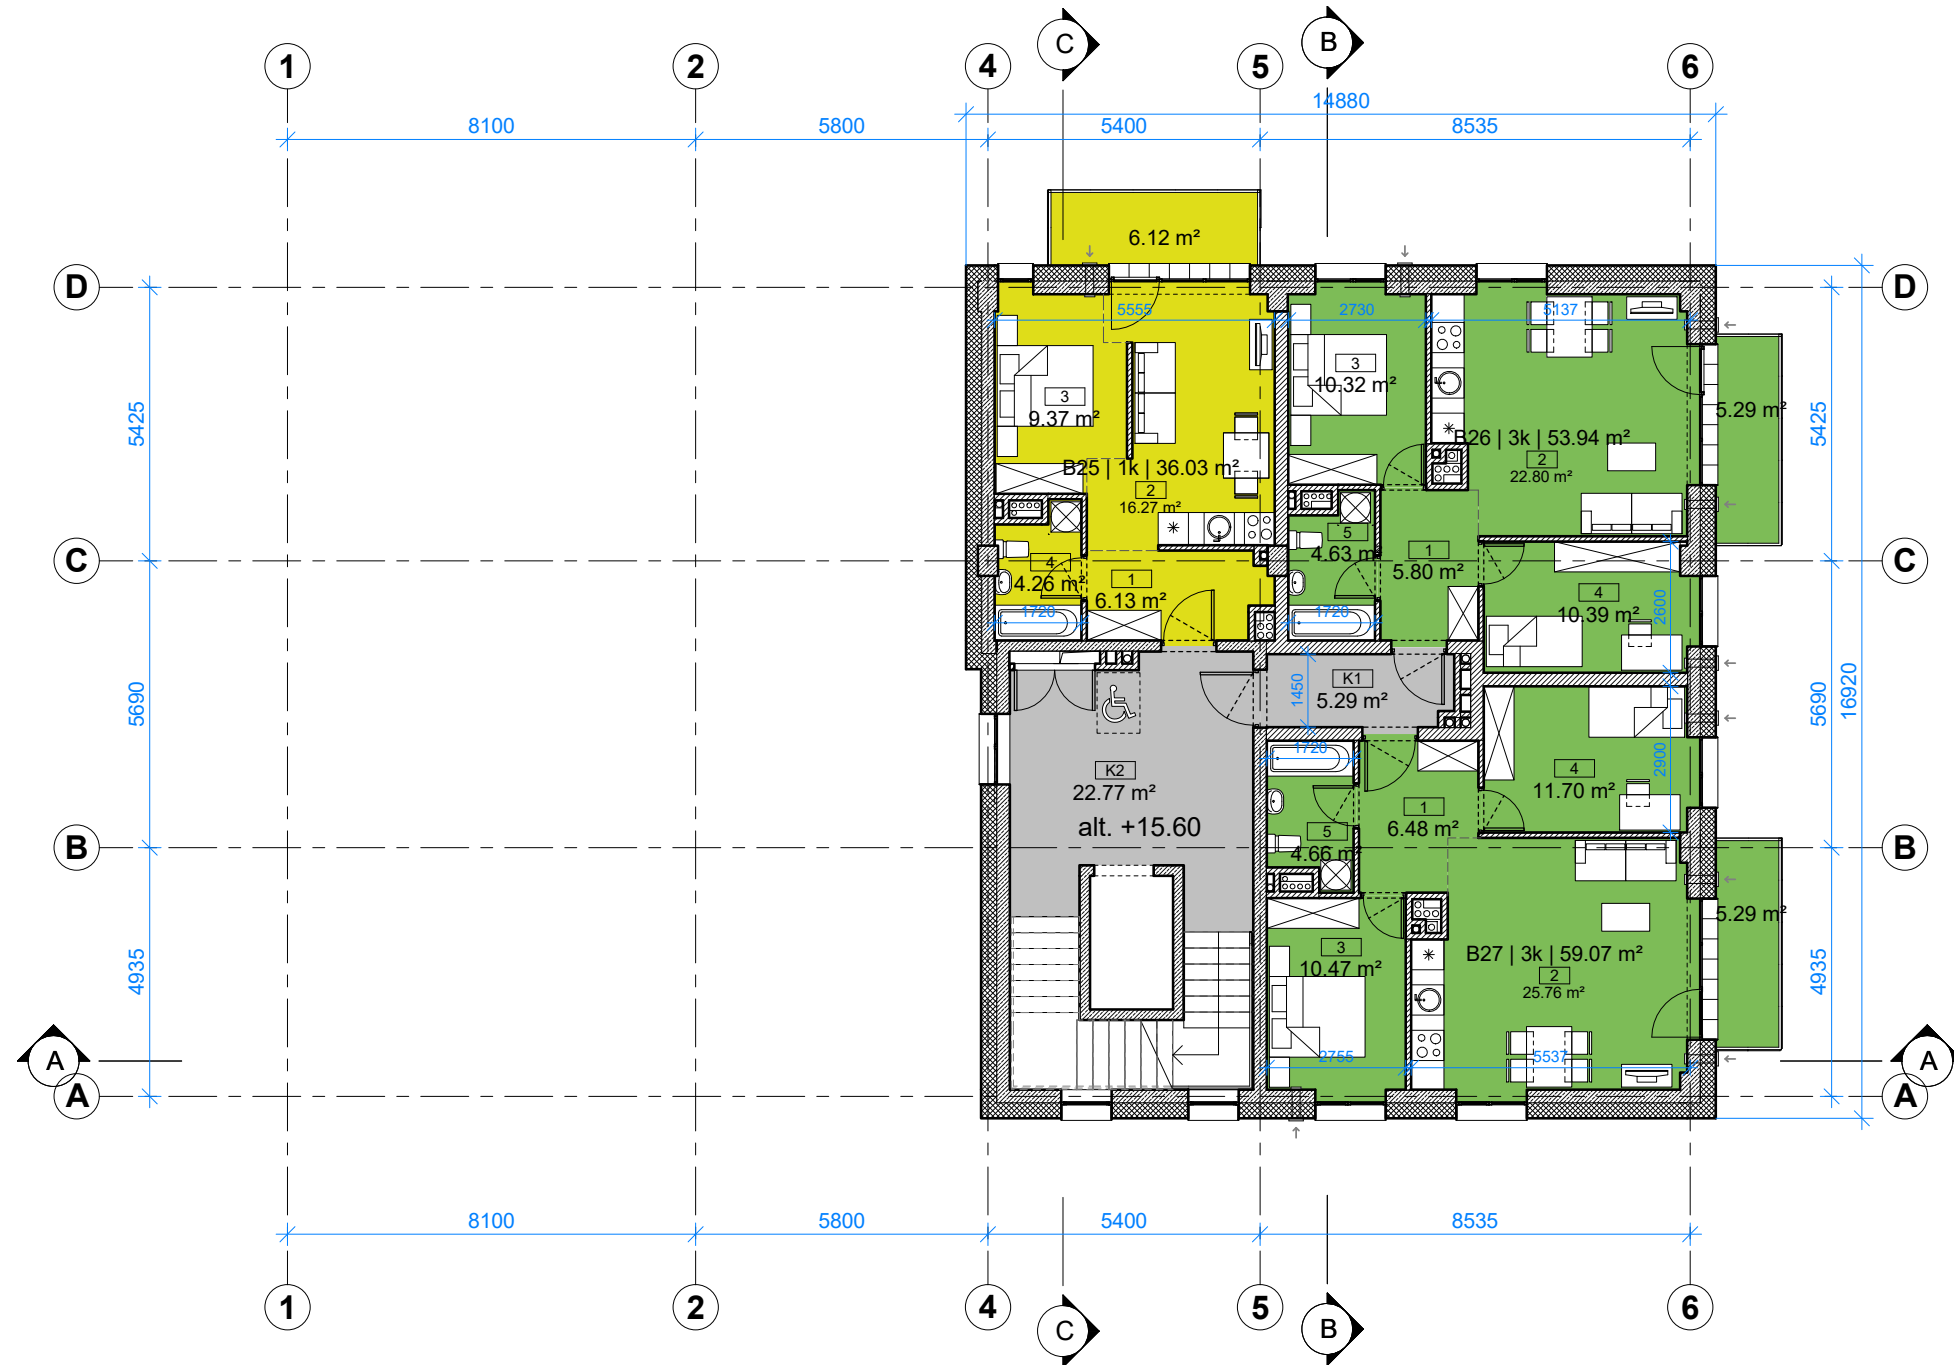 C
B
1
2
4
5
6
14880
8100
5800
5400
8535
6.12 m²
D
D
5555
2730
5137
3
10.32 m²
3
9.37 m²
5.29 m²
5425
5425
B26 | 3k | 53.94 m²
2
22.80 m²
B25 | 1k | 36.03 m²
2
16.27 m²
5
4.63 m²
1
5.80 m²
C
C
4
4.26 m²
1
6.13 m²
4
10.39 m²
2600
1720
1720
K1
5.29 m²
1450
5690
5690
16920
1720
2900
K2
22.77 m²
4
11.70 m²
alt. +15.60
1
6.48 m²
5
4.66 m²
B
B
5.29 m²
3
10.47 m²
B27 | 3k | 59.07 m²
2
25.76 m²
4935
4935
2755
5537
A
A
A
A
8100
5800
5400
8535
1
2
4
5
6
C
B